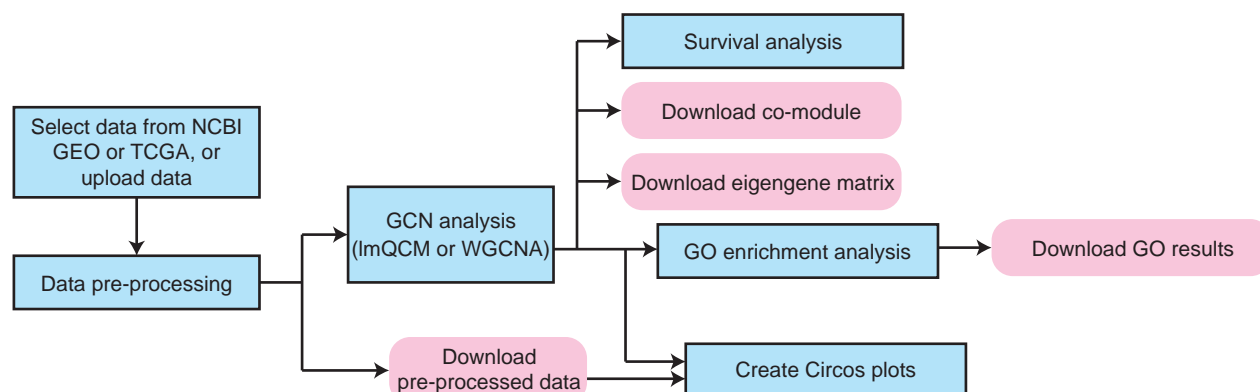 Select data from NCBI
GEO or TCGA, or
upload data
Data pre-processing
GCN analysis
(lmQCM or WGCNA)
Download
pre-processed data
Survival analysis
Download co-module
Download eigengene matrix
GO enrichment analysis
Download GO results
Create Circos plots